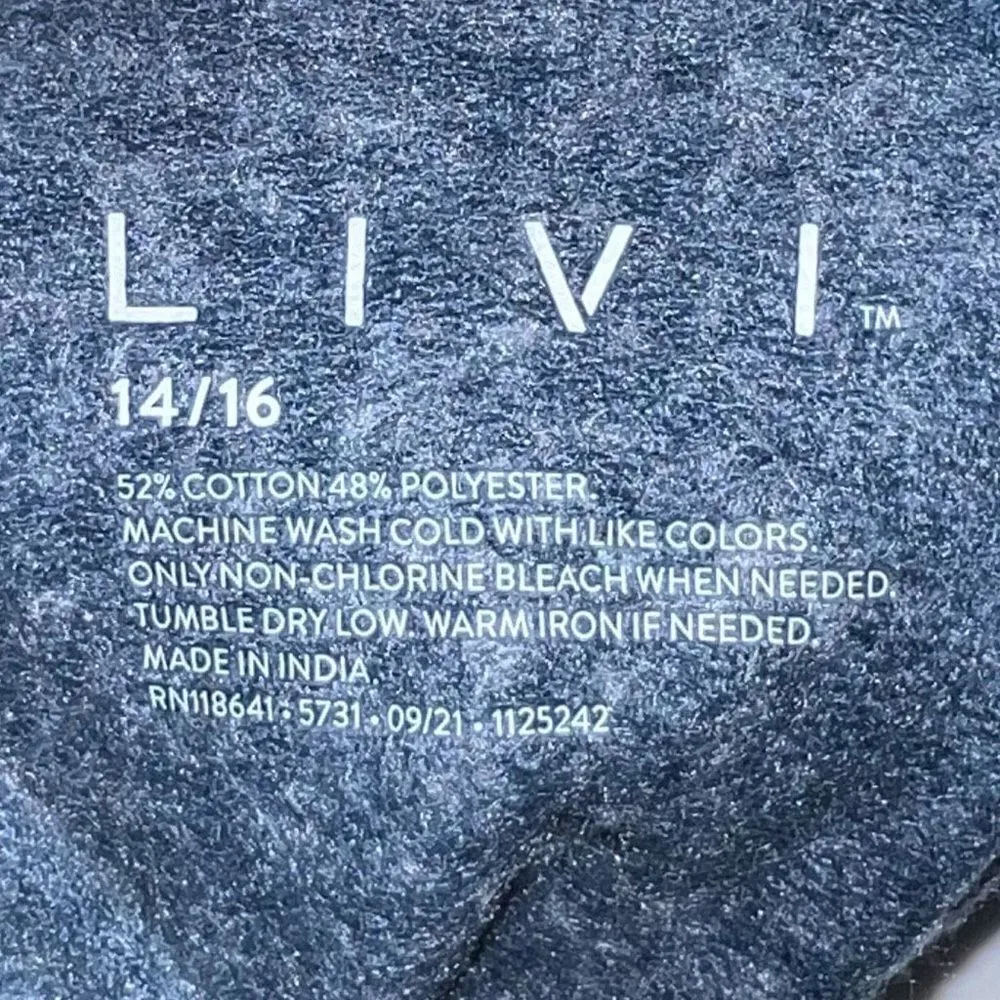 LIVI™
14/16
52% COTTON 48% POLYESTER.
MACHINE WASH COLD WITH LIKE COLORS.
ONLY NON-CHLORINE BLEACH WHEN NEEDED.
TUMBLE DRY LOW. WARM IRON IF NEEDED.
MADE IN INDIA.
RN118641 • 5731 • 09/21 • 1125242